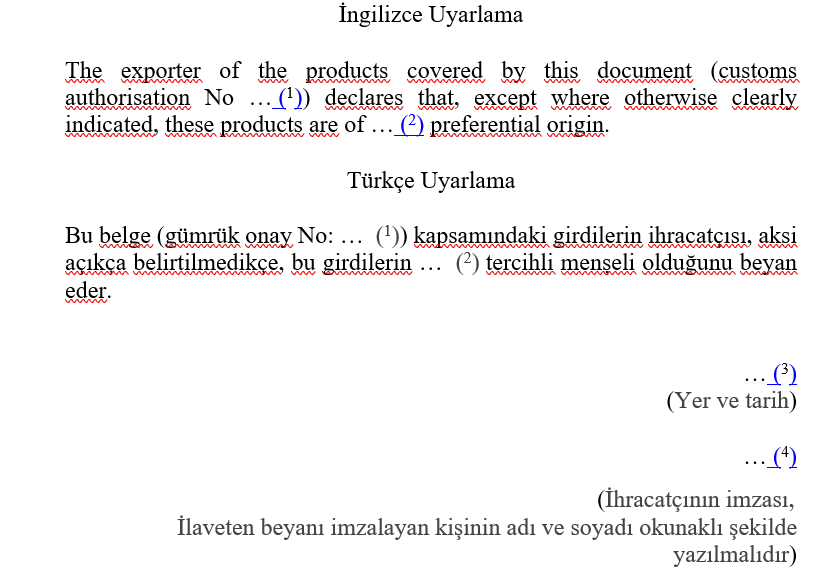 İngilizce Uyarlama
The exporter of the products covered by this document (customs
authorisation No … (¹)) declares that, except where otherwise clearly
indicated, these products are of … (²) preferential origin.
Türkçe Uyarlama
Bu belge (gümrük onay No: … (¹)) kapsamındaki girdilerin ihracatçısı, aksi
açıkça belirtilmedikçe, bu girdilerin … (²) tercihli menşeli olduğunu beyan
eder.
… (³)
(Yer ve tarih)
… (⁴)
(İhracatçının imzası,
İlaveten beyanı imzalayan kişinin adı ve soyadı okunaklı şekilde
yazılmalıdır)